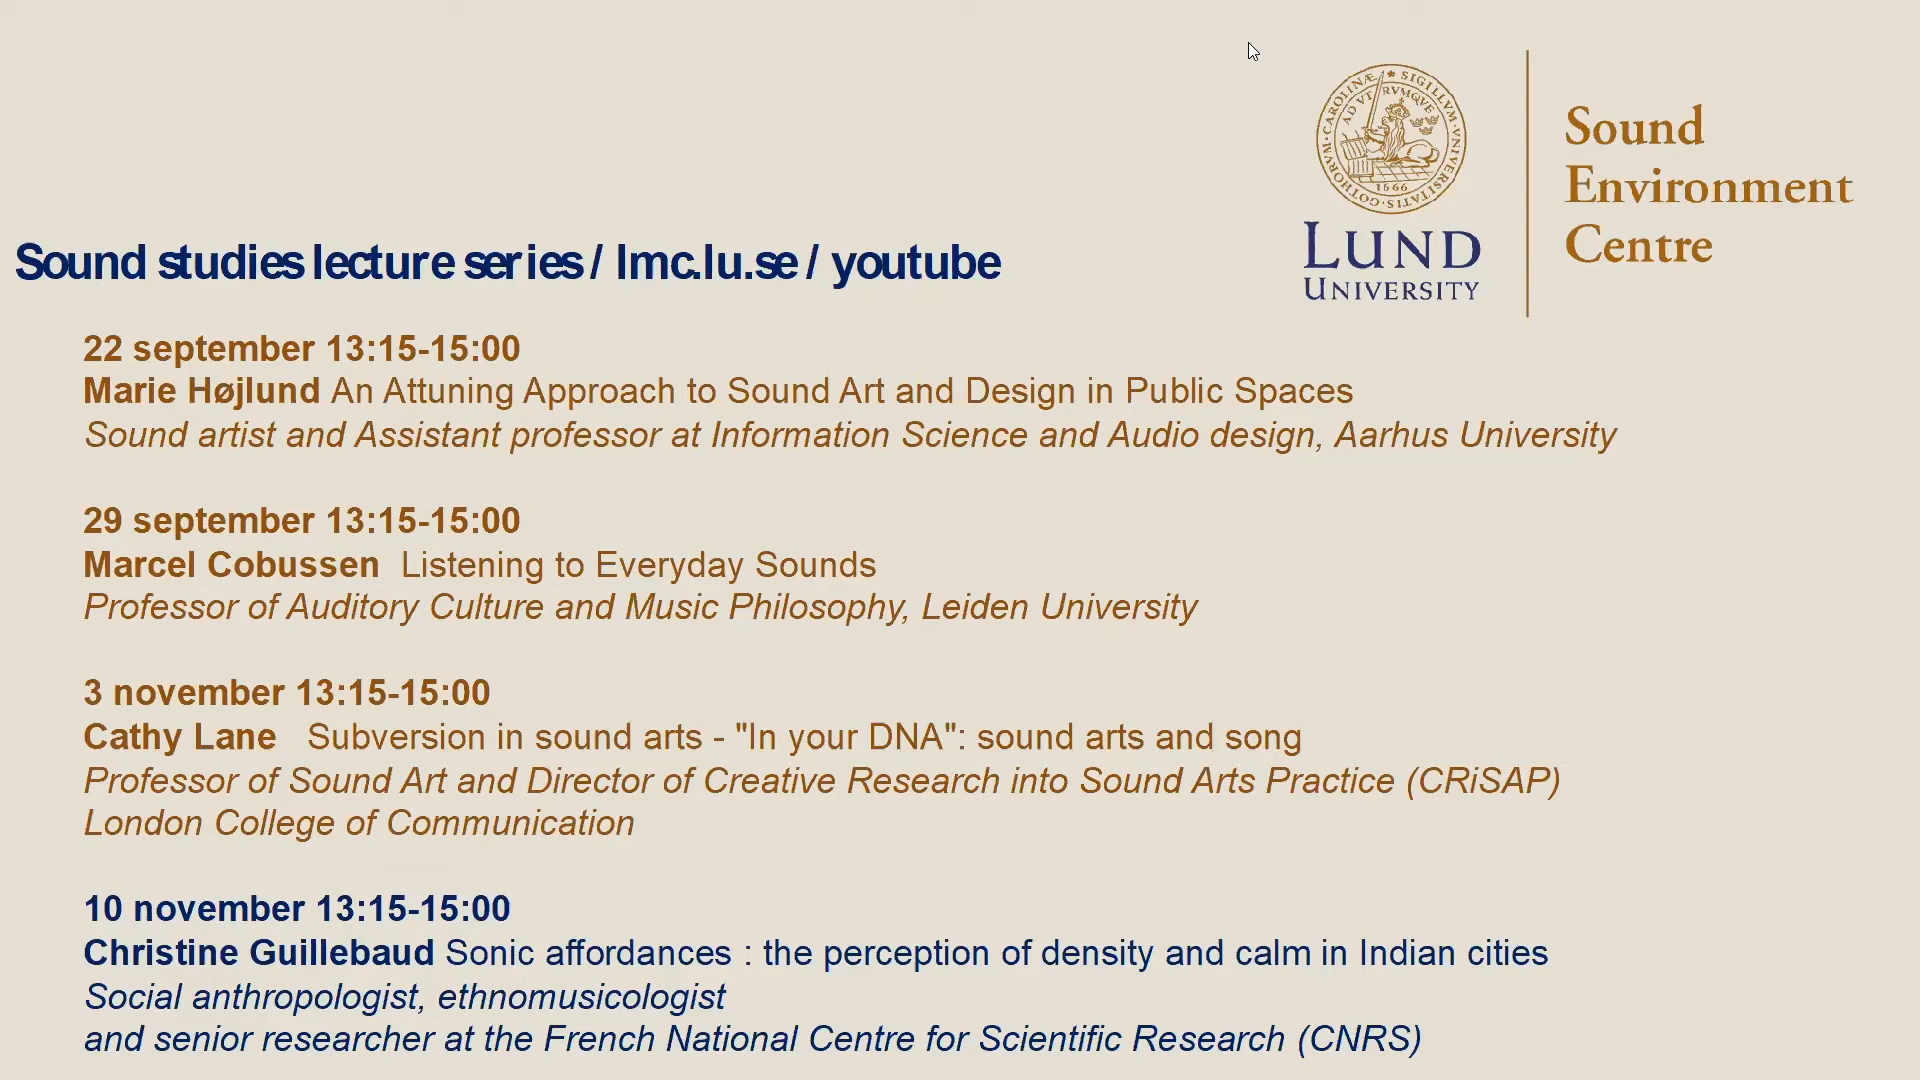 SIGILLVM·VNIVERSITATIS·GOTHORVM·CAROLINÆ
AD VTRVMQVE
1666
LUND
UNIVERSITY
Sound
Environment
Centre
Sound studies lecture series / lmc.lu.se / youtube
22 september 13:15-15:00
Marie Højlund An Attuning Approach to Sound Art and Design in Public Spaces
Sound artist and Assistant professor at Information Science and Audio design, Aarhus University
29 september 13:15-15:00
Marcel Cobussen  Listening to Everyday Sounds
Professor of Auditory Culture and Music Philosophy, Leiden University
3 november 13:15-15:00
Cathy Lane   Subversion in sound arts - "In your DNA": sound arts and song
Professor of Sound Art and Director of Creative Research into Sound Arts Practice (CRiSAP)
London College of Communication
10 november 13:15-15:00
Christine Guillebaud Sonic affordances : the perception of density and calm in Indian cities
Social anthropologist, ethnomusicologist
and senior researcher at the French National Centre for Scientific Research (CNRS)